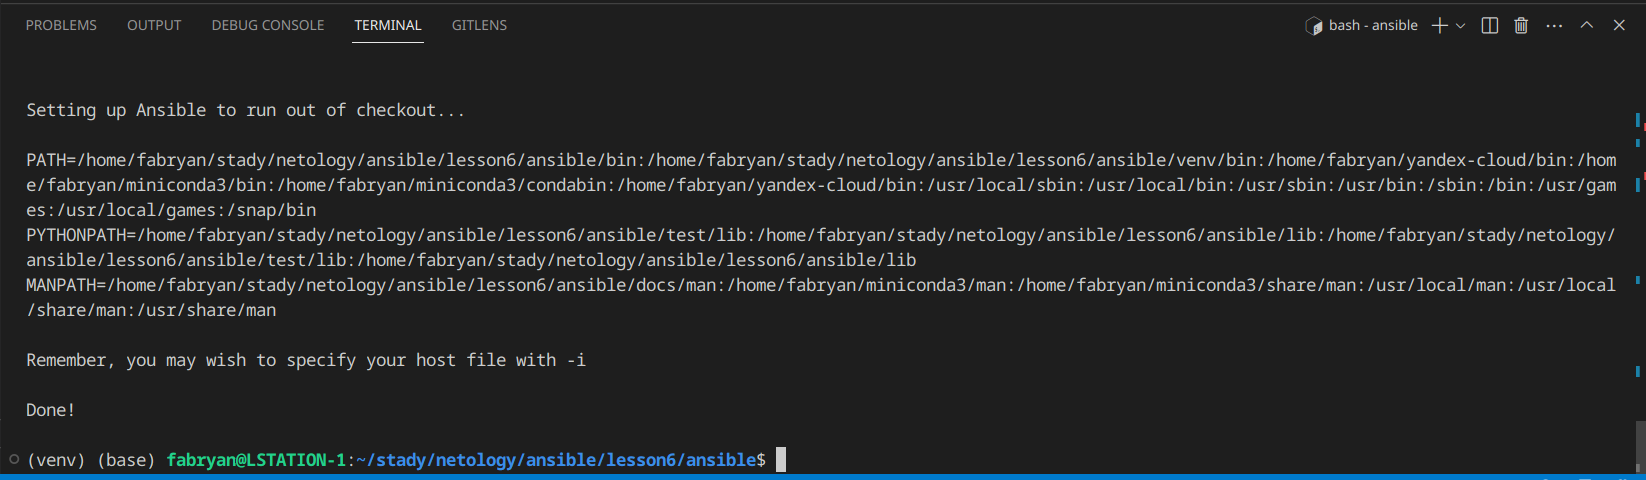 PROBLEMS OUTPUT DEBUG CONSOLE TERMINAL GITLENS bash - ansible
Setting up Ansible to run out of checkout...
PATH=/home/fabryan/stady/netology/ansible/lesson6/ansible/bin:/home/fabryan/stady/netology/ansible/lesson6/ansible/venv/bin:/home/fabryan/yandex-cloud/bin:/hom
e/fabryan/miniconda3/bin:/home/fabryan/miniconda3/condabin:/home/fabryan/yandex-cloud/bin:/usr/local/sbin:/usr/local/bin:/usr/sbin:/usr/bin:/sbin:/bin:/usr/gam
es:/usr/local/games:/snap/bin
PYTHONPATH=/home/fabryan/stady/netology/ansible/lesson6/ansible/test/lib:/home/fabryan/stady/netology/ansible/lesson6/ansible/lib:/home/fabryan/stady/netology/
ansible/lesson6/ansible/test/lib:/home/fabryan/stady/netology/ansible/lesson6/ansible/lib
MANPATH=/home/fabryan/stady/netology/ansible/lesson6/ansible/docs/man:/home/fabryan/miniconda3/man:/home/fabryan/miniconda3/share/man:/usr/local/man:/usr/local
/share/man:/usr/share/man
Remember, you may wish to specify your host file with -i
Done!
(venv) (base) fabryan@LSTATION-1:~/stady/netology/ansible/lesson6/ansible$